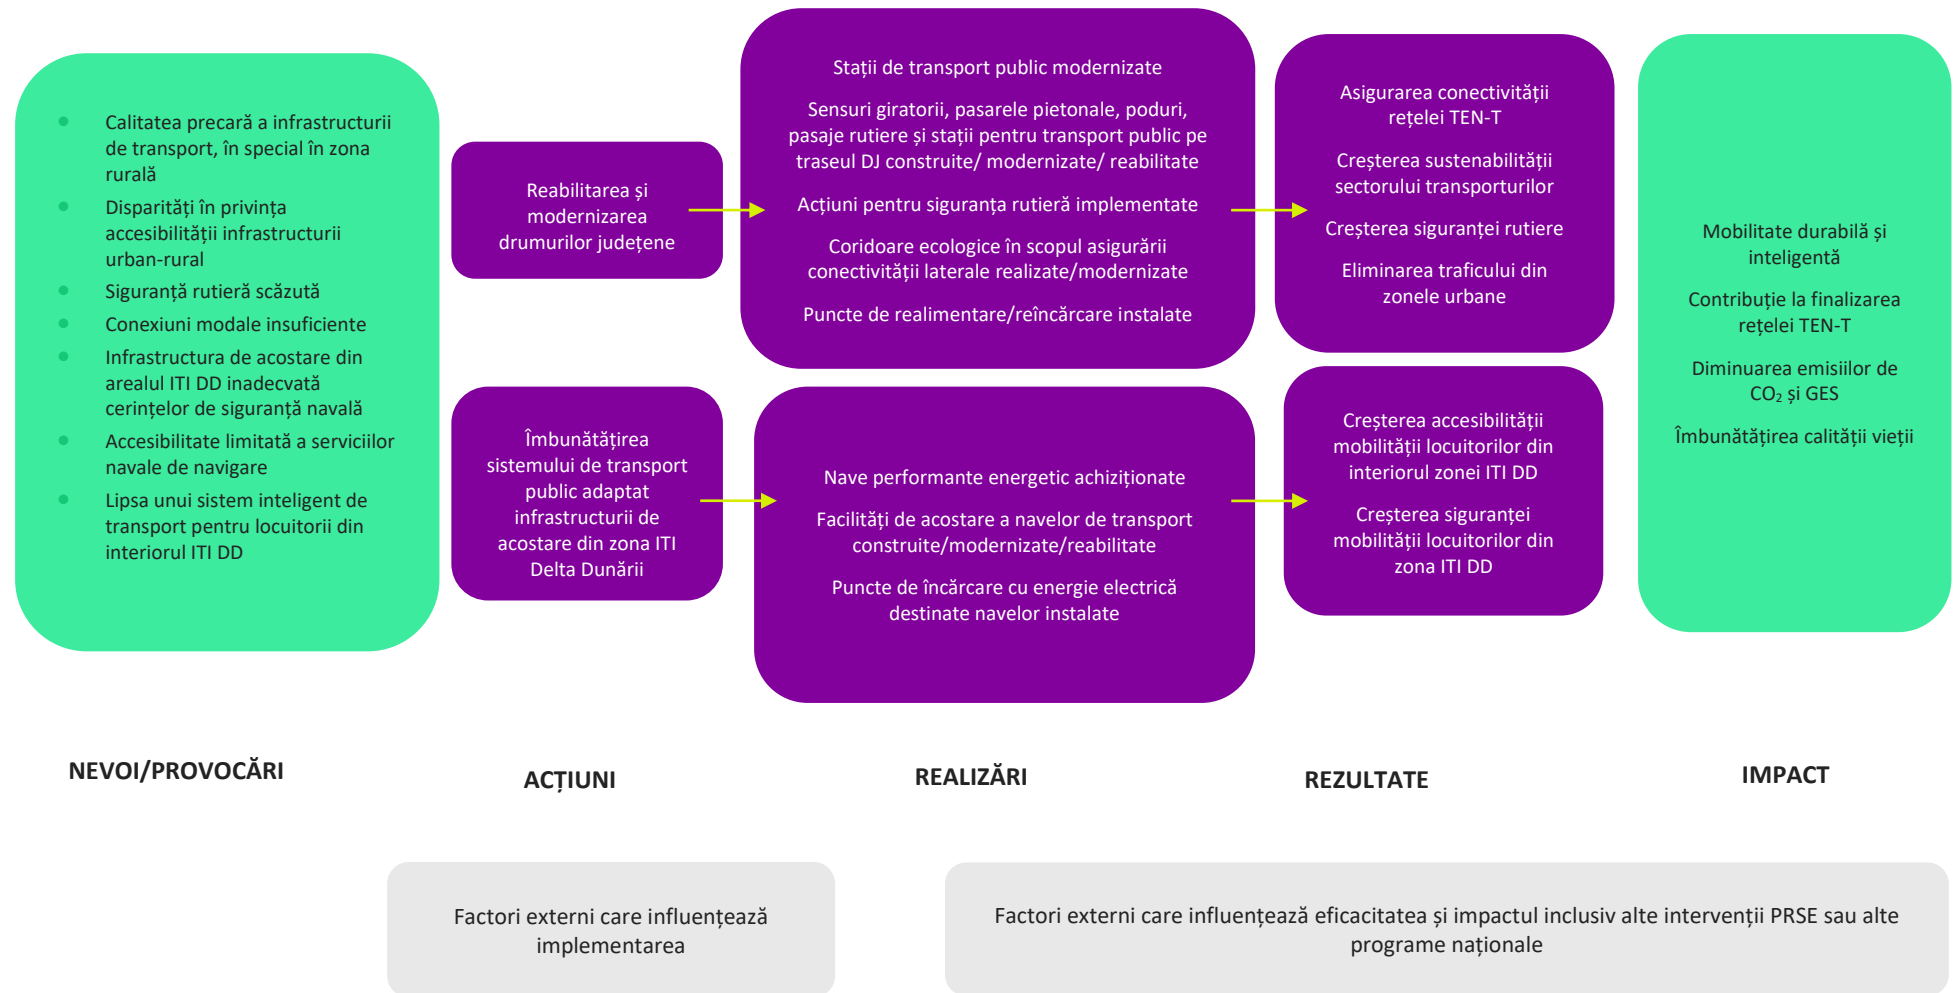 Calitatea precară a infrastructurii
de transport, în special în zona
rurală
Disparități în privința
accesibilității infrastructurii
urban-rural
Siguranță rutieră scăzută
Conexiuni modale insuficiente
Infrastructura de acostare din
arealul ITI DD inadecvată
cerințelor de siguranță navală
Accesibilitate limitată a serviciilor
navale de navigare
Lipsa unui sistem inteligent de
transport pentru locuitorii din
interiorul ITI DD
Reabilitarea și
modernizarea
drumurilor județene
Îmbunătățirea
sistemului de transport
public adaptat
infrastructurii de
acostare din zona ITI
Delta Dunării
Stații de transport public modernizate
Sensuri giratorii, pasarele pietonale, poduri,
pasaje rutiere și stații pentru transport public pe
traseul DJ construite/ modernizate/ reabilitate
Acțiuni pentru siguranța rutieră implementate
Coridoare ecologice în scopul asigurării
conectivității laterale realizate/modernizate
Puncte de realimentare/reîncărcare instalate
Nave performante energetic achiziționate
Facilități de acostare a navelor de transport
construite/modernizate/reabilitate
Puncte de încărcare cu energie electrică
destinate navelor instalate
Asigurarea conectivității
rețelei TEN-T
Creșterea sustenabilității
sectorului transporturilor
Creșterea siguranței rutiere
Eliminarea traficului din
zonele urbane
Creșterea accesibilității
mobilității locuitorilor din
interiorul zonei ITI DD
Creșterea siguranței
mobilității locuitorilor din
zona ITI DD
Mobilitate durabilă și
inteligentă
Contribuție la finalizarea
rețelei TEN-T
Diminuarea emisiilor de
CO₂ și GES
Îmbunătățirea calității vieții
NEVOI/PROVOCĂRI
ACȚIUNI
REALIZĂRI
REZULTATE
IMPACT
Factori externi care influențează
implementarea
Factori externi care influențează eficacitatea și impactul inclusiv alte intervenții PRSE sau alte
programe naționale